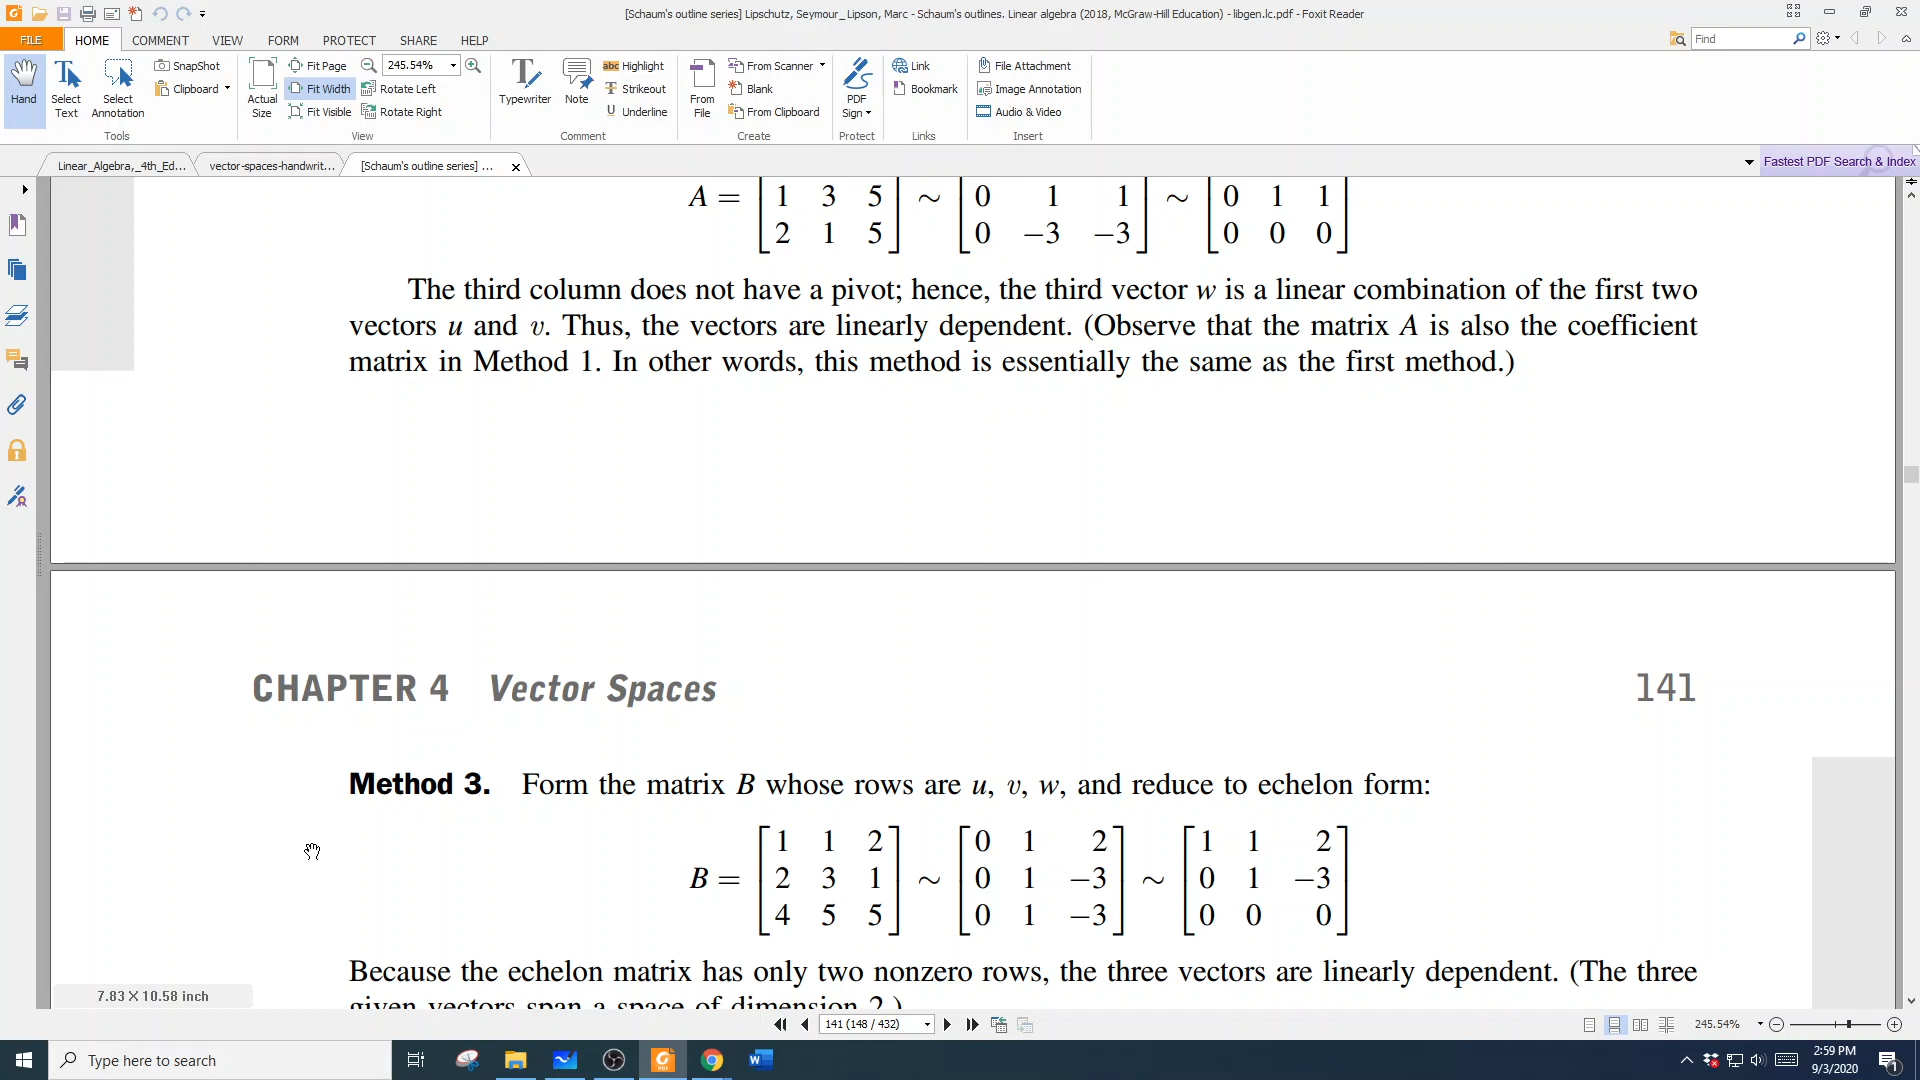 [Schaum's outline series] Lipschutz, Seymour_ Lipson, Marc - Schaum's outlines. Linear algebra (2018, McGraw-Hill Education) - libgen.lc.pdf - Foxit Reader
FILE HOME COMMENT VIEW FORM PROTECT SHARE HELP
Find
Hand
Select Text
Select Annotation
SnapShot
Clipboard
Tools
Actual Size
Fit Page
Fit Width
Fit Visible
245.54%
Rotate Left
Rotate Right
View
Typewriter
Note
Highlight
Strikeout
Underline
Comment
From File
From Scanner
Blank
From Clipboard
Create
PDF Sign
Protect
Link
Bookmark
Links
File Attachment
Image Annotation
Audio & Video
Insert
Linear_Algebra,_4th_Ed... vector-spaces-handwrit... [Schaum's outline series] ...
Fastest PDF Search & Index
A = [1 3 5 ~ [0 1 1 ~ [0 1 1
2 1 5] 0 −3 −3] 0 0 0]
The third column does not have a pivot; hence, the third vector w is a linear combination of the first two
vectors u and v. Thus, the vectors are linearly dependent. (Observe that the matrix A is also the coefficient
matrix in Method 1. In other words, this method is essentially the same as the first method.)
CHAPTER 4 Vector Spaces 141
Method 3. Form the matrix B whose rows are u, v, w, and reduce to echelon form:
[1 1 2] [0 1 2] [1 1 2]
B = [2 3 1] ~ [0 1 −3] ~ [0 1 −3]
[4 5 5] [0 1 −3] [0 0 0]
Because the echelon matrix has only two nonzero rows, the three vectors are linearly dependent. (The three
given vectors span a space of dimension 2.)
7.83 X 10.58 inch
141 (148 / 432)
245.54%
Type here to search
2:59 PM
9/3/2020
1